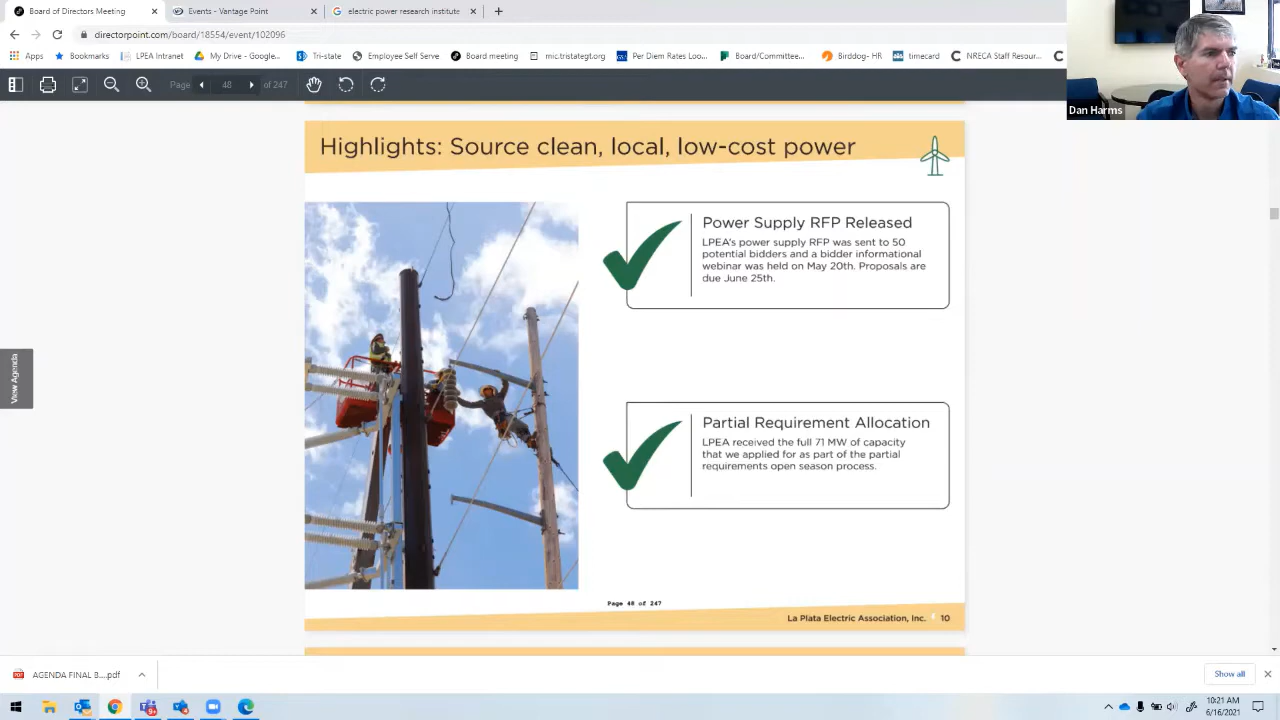 Board of Directors Meeting
Events - Vantage Point
electric power research institute
directorpoint.com/board/18554/event/102096
Apps
Bookmarks
LPEA Intranet
My Drive - Google...
Tri-state
Employee Self Serve
Board meeting
mic.tristategt.org
Per Diem Rates Loo...
Board/Committee...
Birddog- HR
timecard
NRECA Staff Resour...
Page
48
of 247
Dan Harms
Highlights: Source clean, local, low-cost power
Power Supply RFP Released
LPEA's power supply RFP was sent to 50
potential bidders and a bidder informational
webinar was held on May 20th. Proposals are
due June 25th.
View Agenda
Partial Requirement Allocation
LPEA received the full 71 MW of capacity
that we applied for as part of the partial
requirements open season process.
Page 48 of 247
La Plata Electric Association, Inc.
10
AGENDA FINAL B....pdf
Show all
10:21 AM
6/16/2021